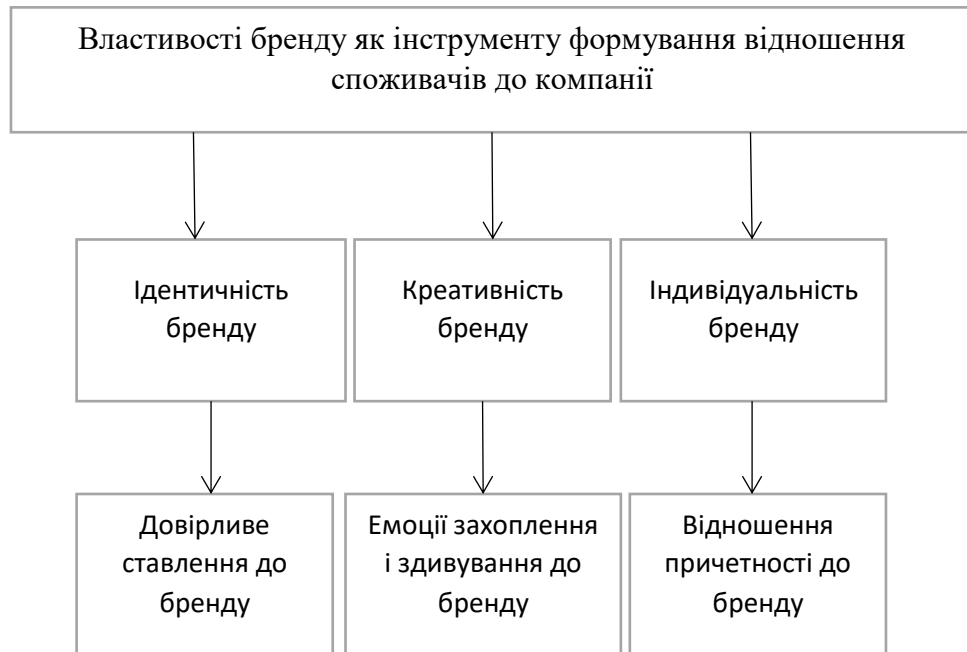 Властивості бренду як інструменту формування відношення
споживачів до компанії
Ідентичність
бренду
Креативність
бренду
Індивідуальність
бренду
Довірливе
ставлення до
бренду
Емоції захоплення
і здивування до
бренду
Відношення
причетності до
бренду